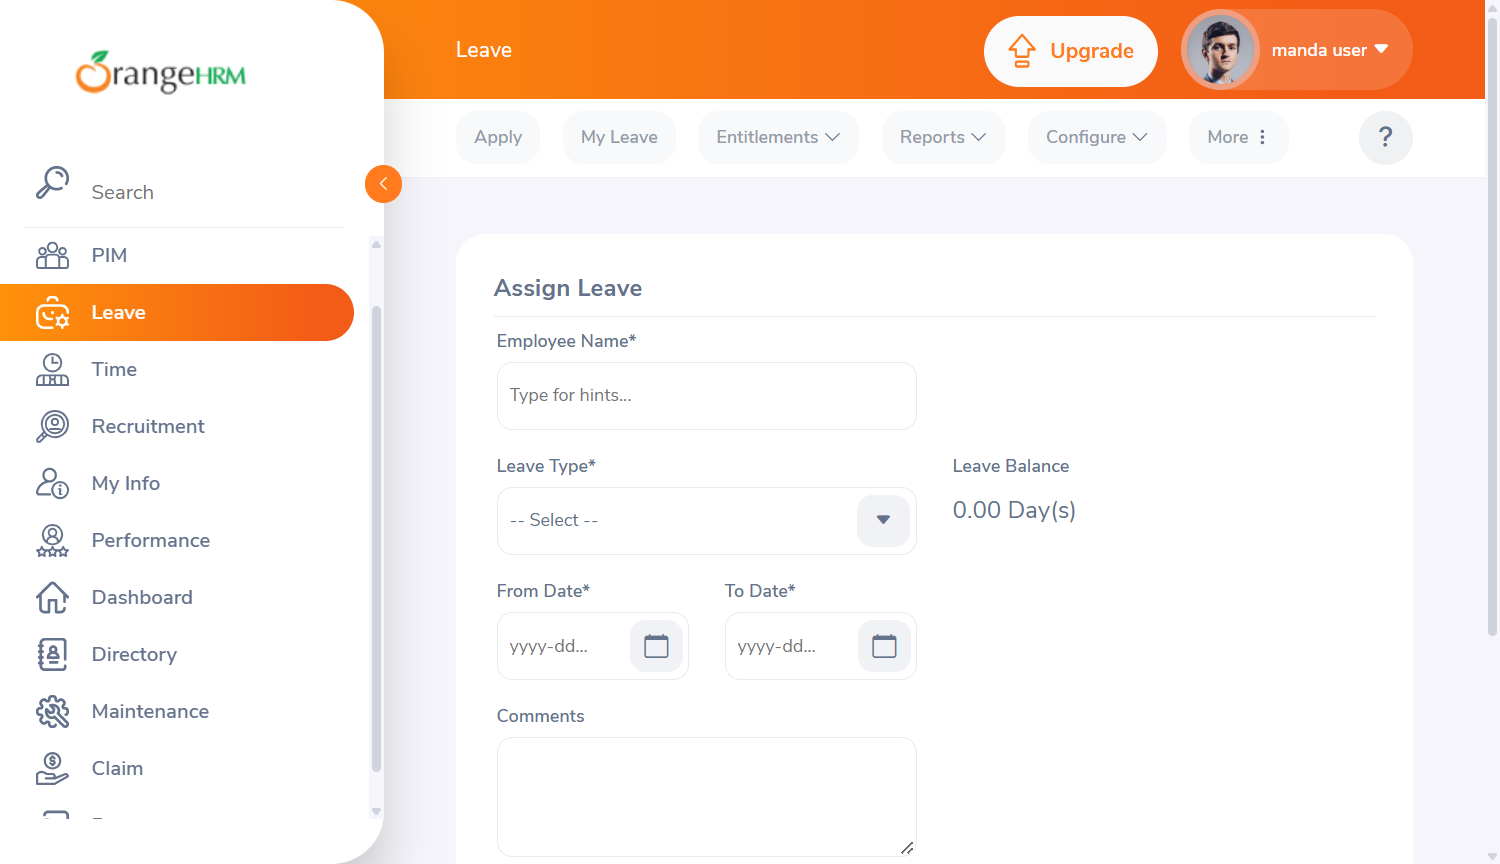 OrangeHRM
Search
PIM
Leave
Time
Recruitment
My Info
Performance
Dashboard
Directory
Maintenance
Claim
Leave
Upgrade
manda user
Apply
My Leave
Entitlements
Reports
Configure
More
?
Assign Leave
Employee Name*
Type for hints...
Leave Type*
-- Select --
Leave Balance
0.00 Day(s)
From Date*
yyyy-dd...
To Date*
yyyy-dd...
Comments